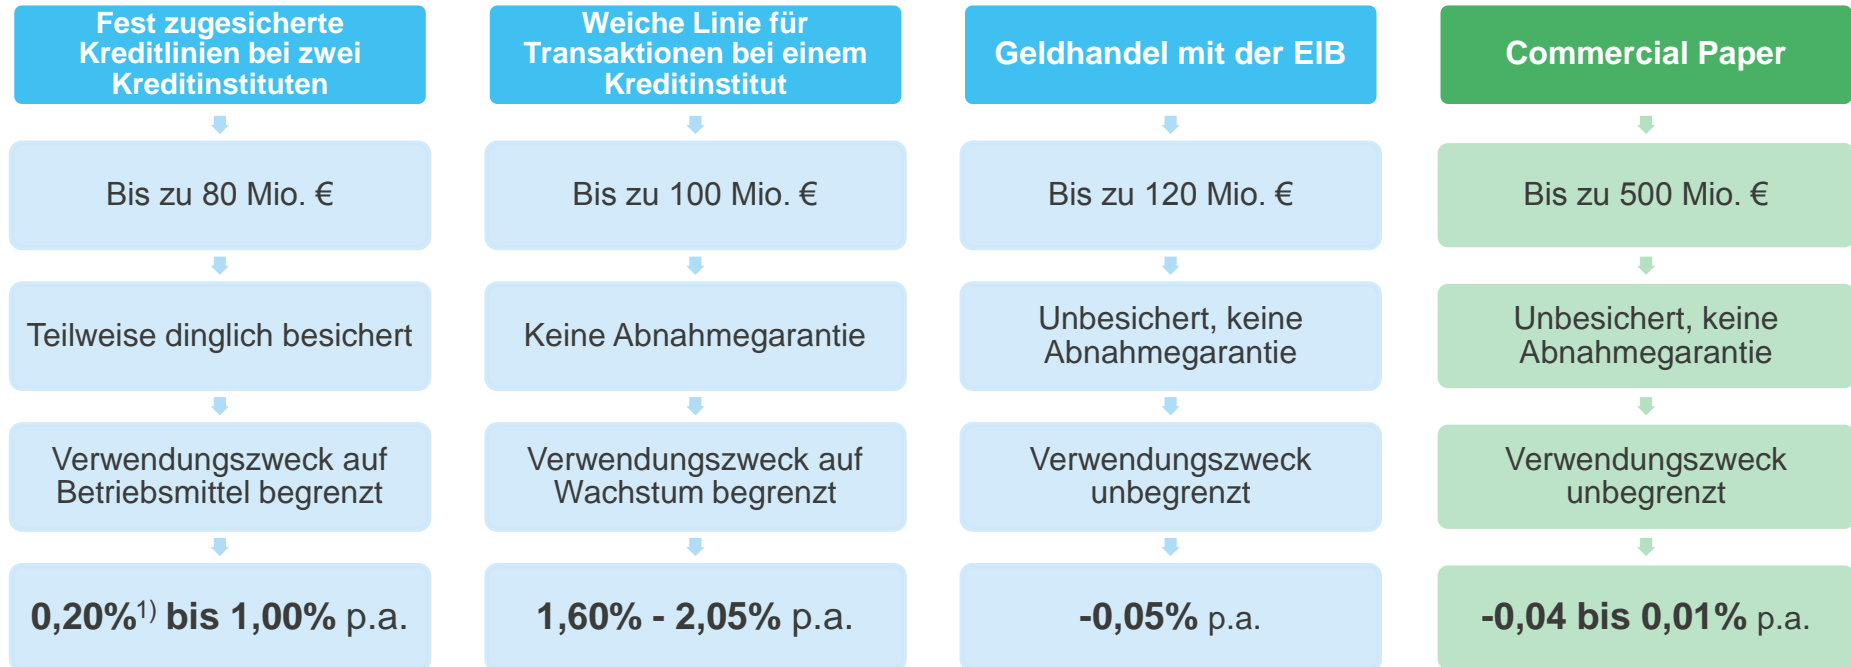 Fest zugesicherte
Kreditlinien bei zwei
Kreditinstituten
Bis zu 80 Mio. €
Teilweise dinglich besichert
Verwendungszweck auf
Betriebsmittel begrenzt
0,20%1) bis 1,00% p.a.
Weiche Linie für
Transaktionen bei einem
Kreditinstitut
Bis zu 100 Mio. €
Keine Abnahmegarantie
Verwendungszweck auf
Wachstum begrenzt
1,60% - 2,05% p.a.
Geldhandel mit der EIB
Bis zu 120 Mio. €
Unbesichert, keine
Abnahmegarantie
Verwendungszweck
unbegrenzt
-0,05% p.a.
Commercial Paper
Bis zu 500 Mio. €
Unbesichert, keine
Abnahmegarantie
Verwendungszweck
unbegrenzt
-0,04 bis 0,01% p.a.